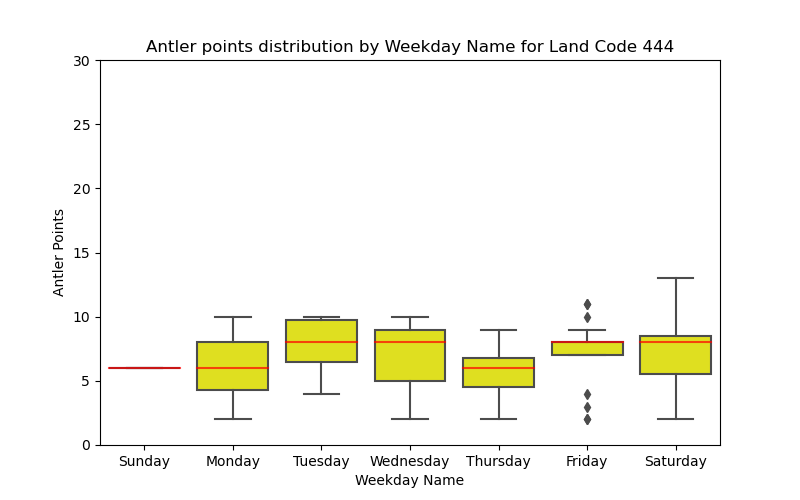 Antler points distribution by Weekday Name for Land Code 444
30
25
20
15
10
5
0
Antler Points
Sunday Monday Tuesday Wednesday Thursday Friday Saturday
Weekday Name